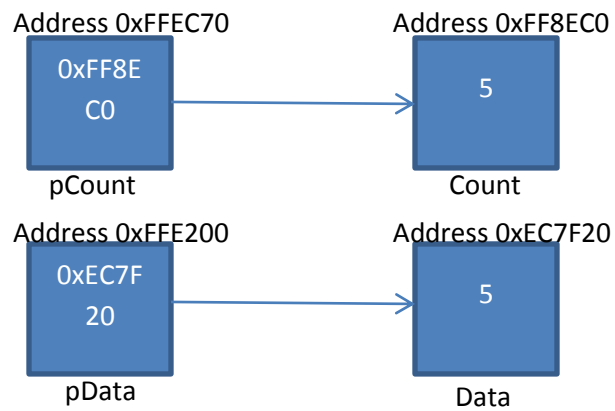 Address 0xFFEC70
Address 0xFF8EC0
0xFF8E
C0
5
pCount
Count
Address 0xFFE200
Address 0xEC7F20
0xEC7F
20
5
pData
Data